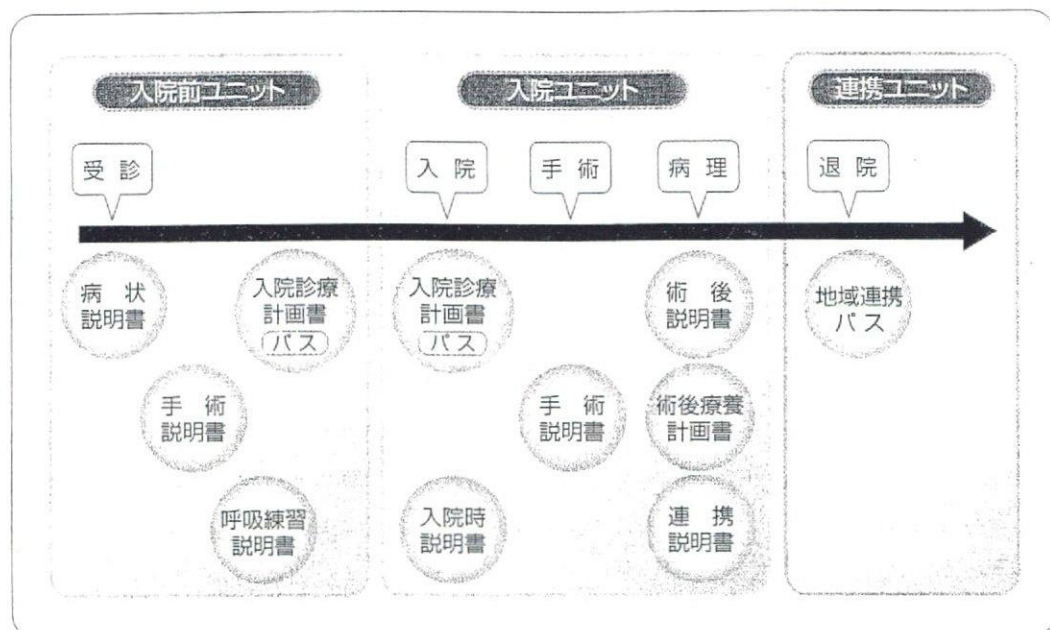 入院前ユニット
入院ユニット
連携ユニット
受診
入院
手術
病理
退院
病状
説明書
入院診療
計画書
パス
手術
説明書
呼吸練習
説明書
入院診療
計画書
パス
手術
説明書
入院時
説明書
術後
説明書
術後療養
計画書
連携
説明書
地域連携
パス